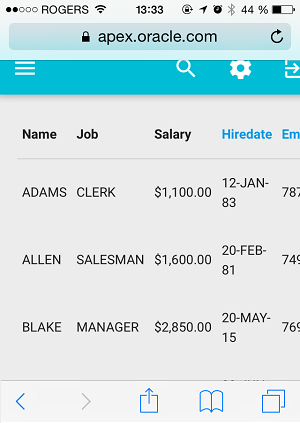 ROGERS 13:33 44 %
apex.oracle.com
Name Job Salary Hiredate Em
ADAMS CLERK $1,100.00 12-JAN- 787
83
ALLEN SALESMAN $1,600.00 20-FEB- 749
81
BLAKE MANAGER $2,850.00 20-MAY- 769
15